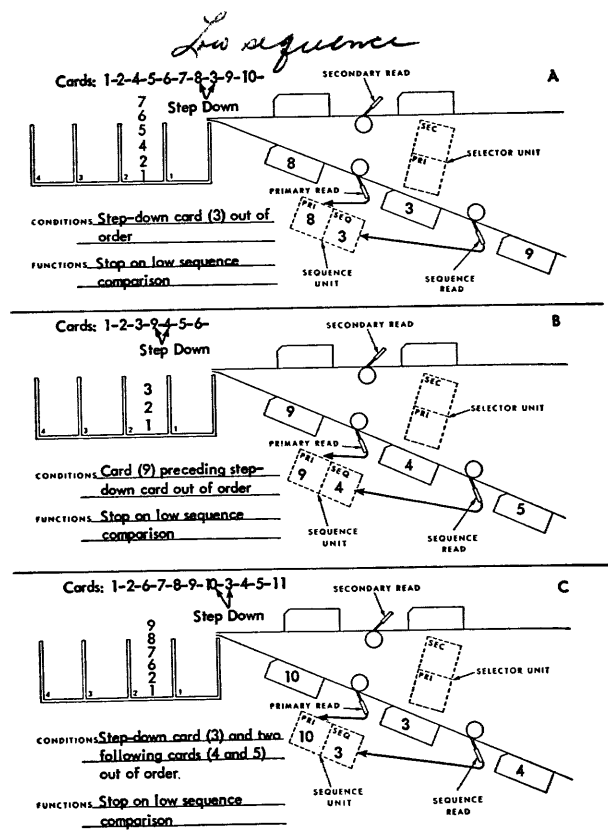 Low sequence
Cards: 1-2-4-5-6-7-8-3-9-10-
SECONDARY READ
A
Step Down
7
6
5
4
2
1
4 3 2 1
SEC
PRI
SELECTOR UNIT
8
PRIMARY READ
3
9
PRI
8
SEQ
3
CONDITIONS Step-down card (3) out of
order
FUNCTIONS Stop on low sequence
comparison
SEQUENCE
UNIT
SEQUENCE
READ
Cards: 1-2-3-9-4-5-6-
SECONDARY READ
B
Step Down
3
2
1
4 3 2 1
SEC
PRI
SELECTOR UNIT
9
PRIMARY READ
4
5
PRI
9
SEQ
4
CONDITIONS Card (9) preceding step-
down card out of order
FUNCTIONS Stop on low sequence
comparison
SEQUENCE
UNIT
SEQUENCE
READ
Cards: 1-2-6-7-8-9-10-3-4-5-11
SECONDARY READ
C
Step Down
9
8
7
6
2
1
4 3 2 1
SEC
PRI
SELECTOR UNIT
10
PRIMARY READ
3
4
PRI
10
SEQ
3
CONDITIONS Step-down card (3) and two
following cards (4 and 5)
out of order.
FUNCTIONS Stop on low sequence
comparison
SEQUENCE
UNIT
SEQUENCE
READ